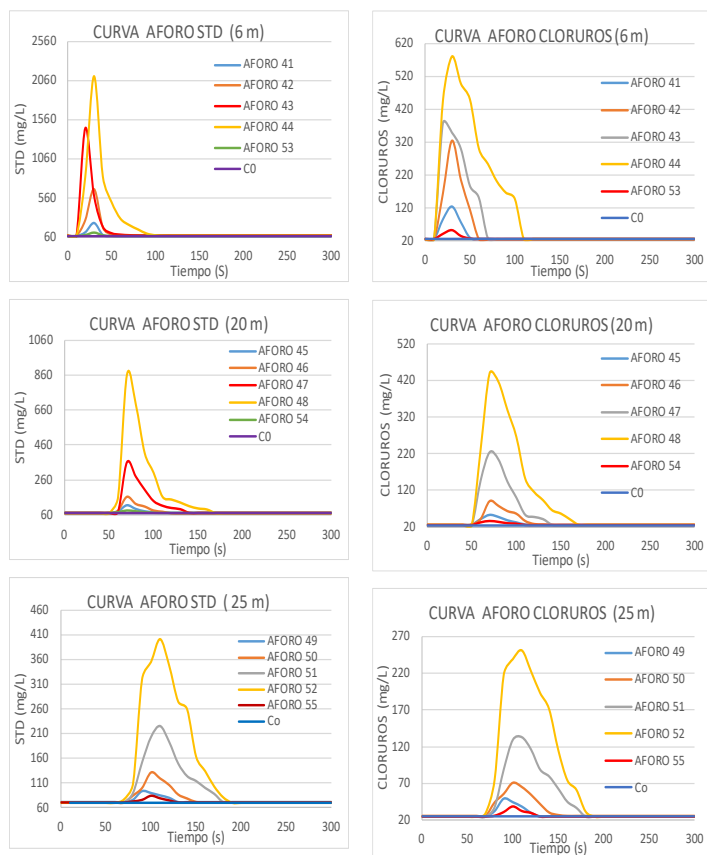 CURVA AFORO STD (6 m)
STD (mg/L)
2560
2060
1560
1060
560
60
0 50 100 150 200 250 300
Tiempo (S)
AFORO 41
AFORO 42
AFORO 43
AFORO 44
AFORO 53
C0
CURVA AFORO CLORUROS (6 m)
CLORUROS (mg/L)
620
520
420
320
220
120
20
0 50 100 150 200 250 300
Tiempo (S)
AFORO 41
AFORO 42
AFORO 43
AFORO 44
AFORO 53
C0
CURVA AFORO STD (20 m)
STD (mg/L)
1060
860
660
460
260
60
0 50 100 150 200 250 300
Tiempo (s)
AFORO 45
AFORO 46
AFORO 47
AFORO 48
AFORO 54
C0
CURVA AFORO CLORUROS (20 m)
CLORUROS (mg/L)
520
420
320
220
120
20
0 50 100 150 200 250 300
Tiempo (s)
AFORO 45
AFORO 46
AFORO 47
AFORO 48
AFORO 54
C0
CURVA AFORO STD ( 25 m)
STD (mg/L)
460
410
360
310
260
210
160
110
60
0 50 100 150 200 250 300
Tiempo (s)
AFORO 49
AFORO 50
AFORO 51
AFORO 52
AFORO 55
Co
CURVA AFORO CLORUROS (25 m)
CLORUROS (mg/L)
270
220
170
120
70
20
0 50 100 150 200 250 300
Tiempo (s)
AFORO 49
AFORO 50
AFORO 51
AFORO 52
AFORO 55
Co